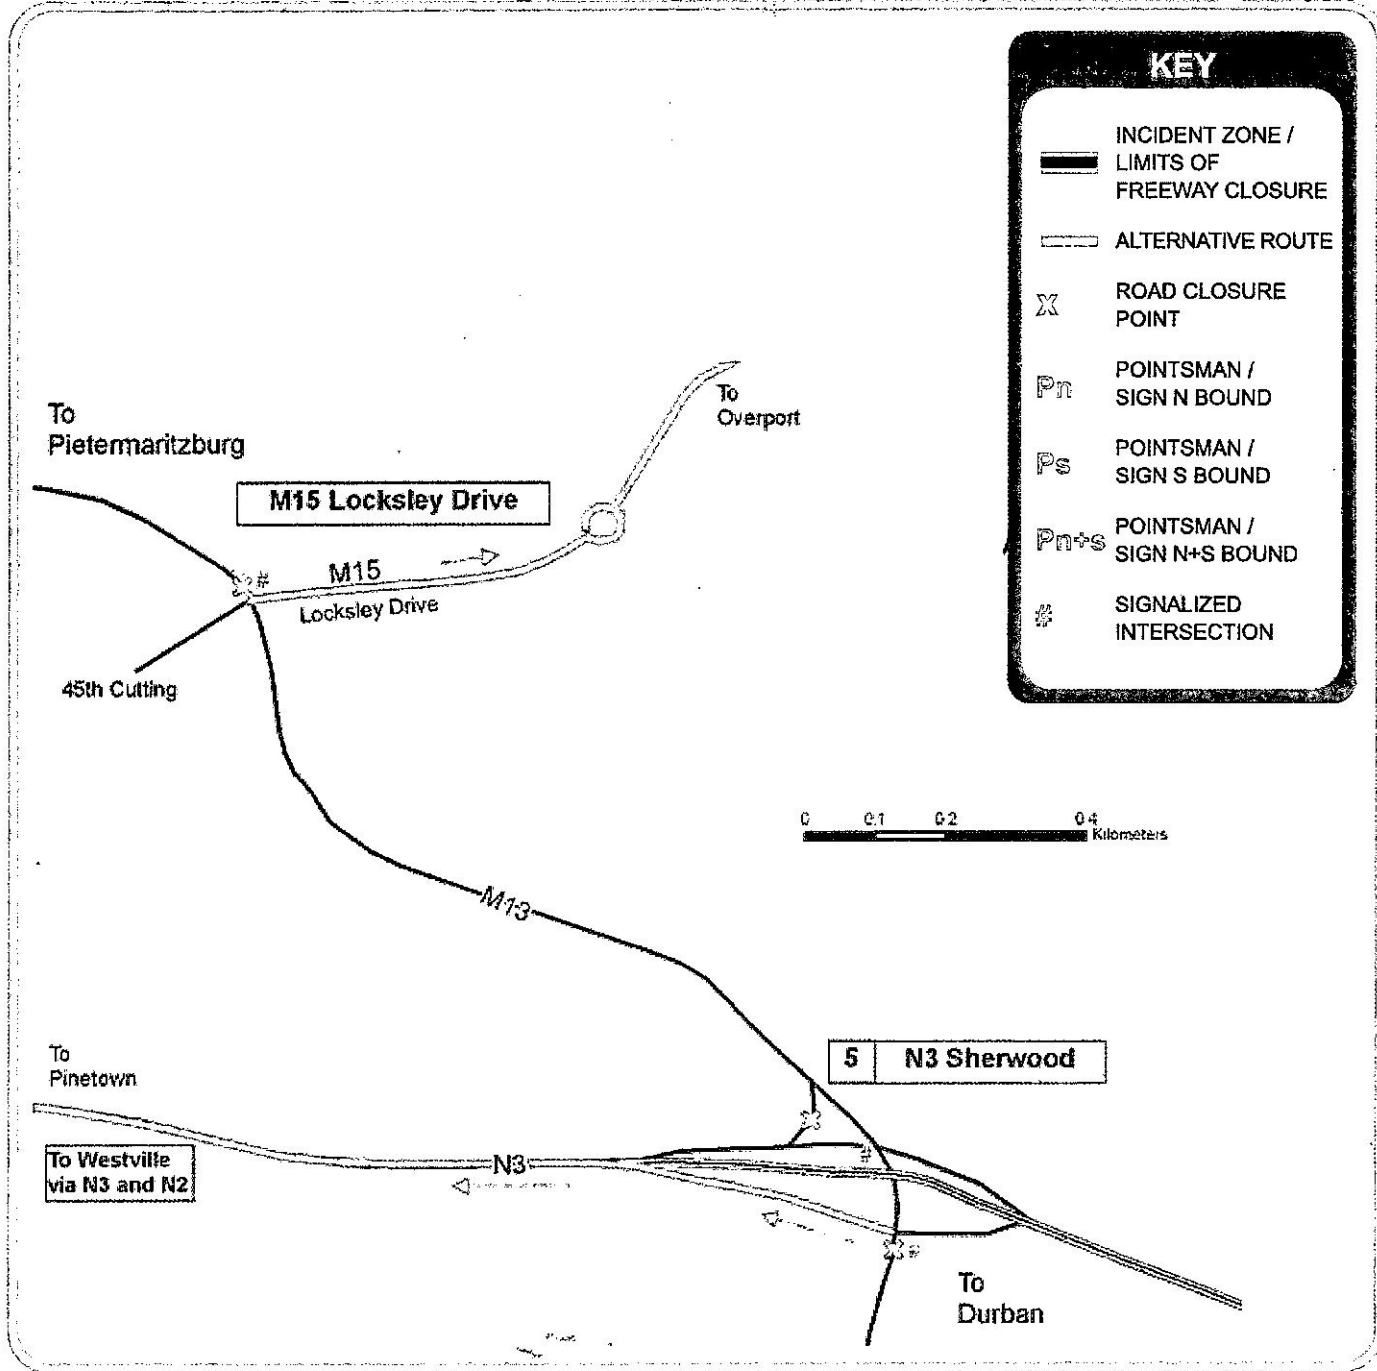 KEY
INCIDENT ZONE /
LIMITS OF
FREEWAY CLOSURE
ALTERNATIVE ROUTE
X
ROAD CLOSURE
POINT
Pn
POINTSMAN /
SIGN N BOUND
Ps
POINTSMAN /
SIGN S BOUND
Pn+s
POINTSMAN /
SIGN N+S BOUND
#
SIGNALIZED
INTERSECTION
To
Overport
To
Pietermaritzburg
M15 Locksley Drive
#
M15
Locksley Drive
45th Cutting
0 0.1 0.2 0.4
Kilometers
M13
5 N3 Sherwood
To
Pinetown
To Westville
via N3 and N2
N3
#
#
To
Durban